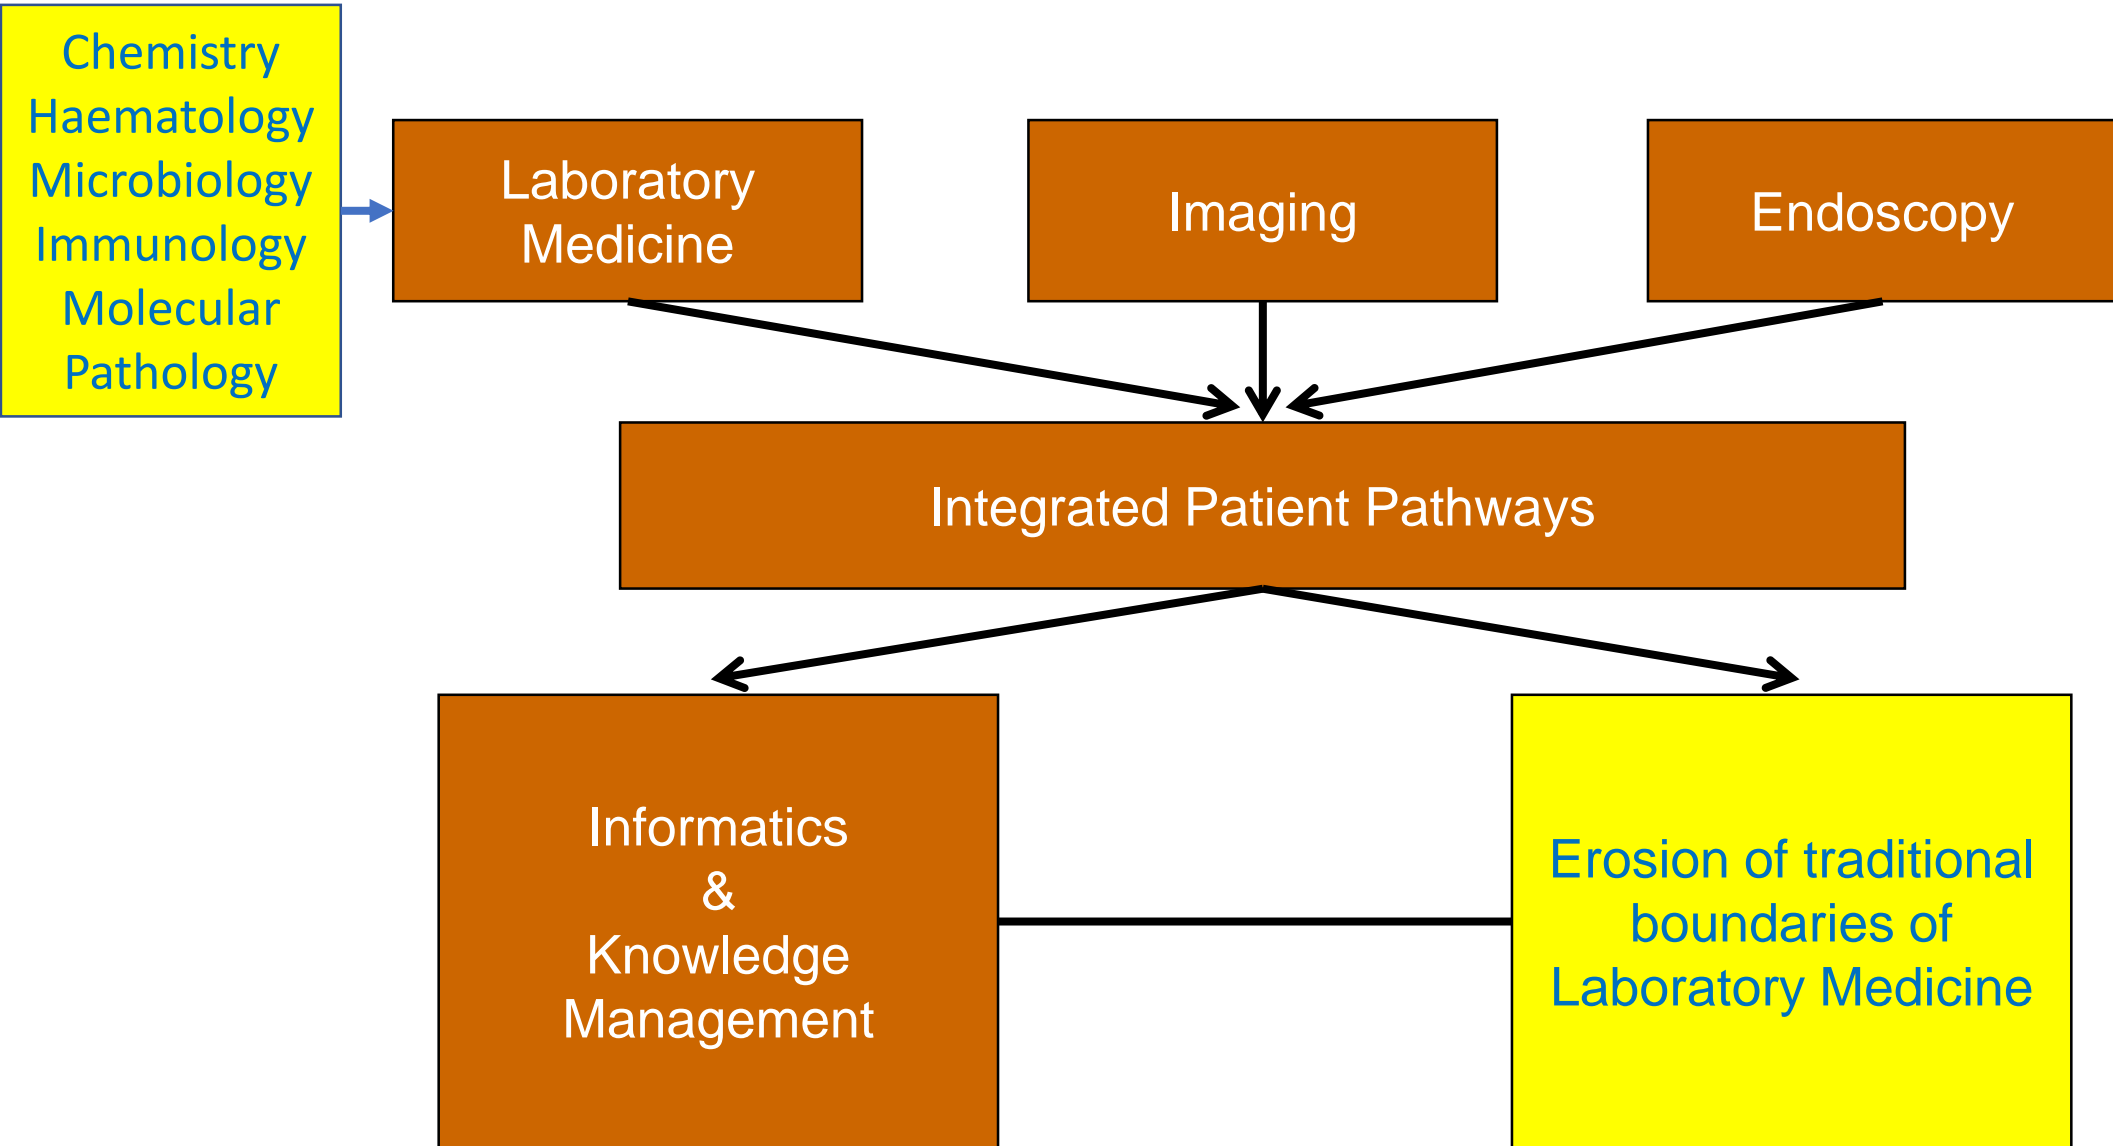 Chemistry
Haematology
Microbiology
Immunology
Molecular
Pathology
Laboratory
Medicine
Imaging
Endoscopy
Integrated Patient Pathways
Informatics
&
Knowledge
Management
Erosion of traditional
boundaries of
Laboratory Medicine